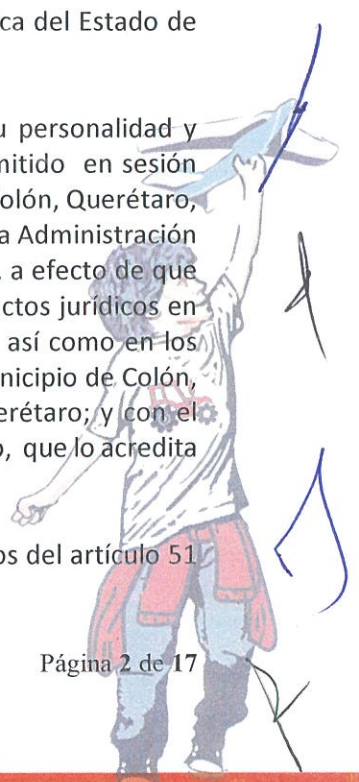 ca del Estado de
u personalidad y
mitido en sesión
olón, Querétaro,
a Administración
, a efecto de que
ctos jurídicos en
así como en los
nicipio de Colón,
erétaro; y con el
o, que lo acredita
os del artículo 51
Página 2 de 17